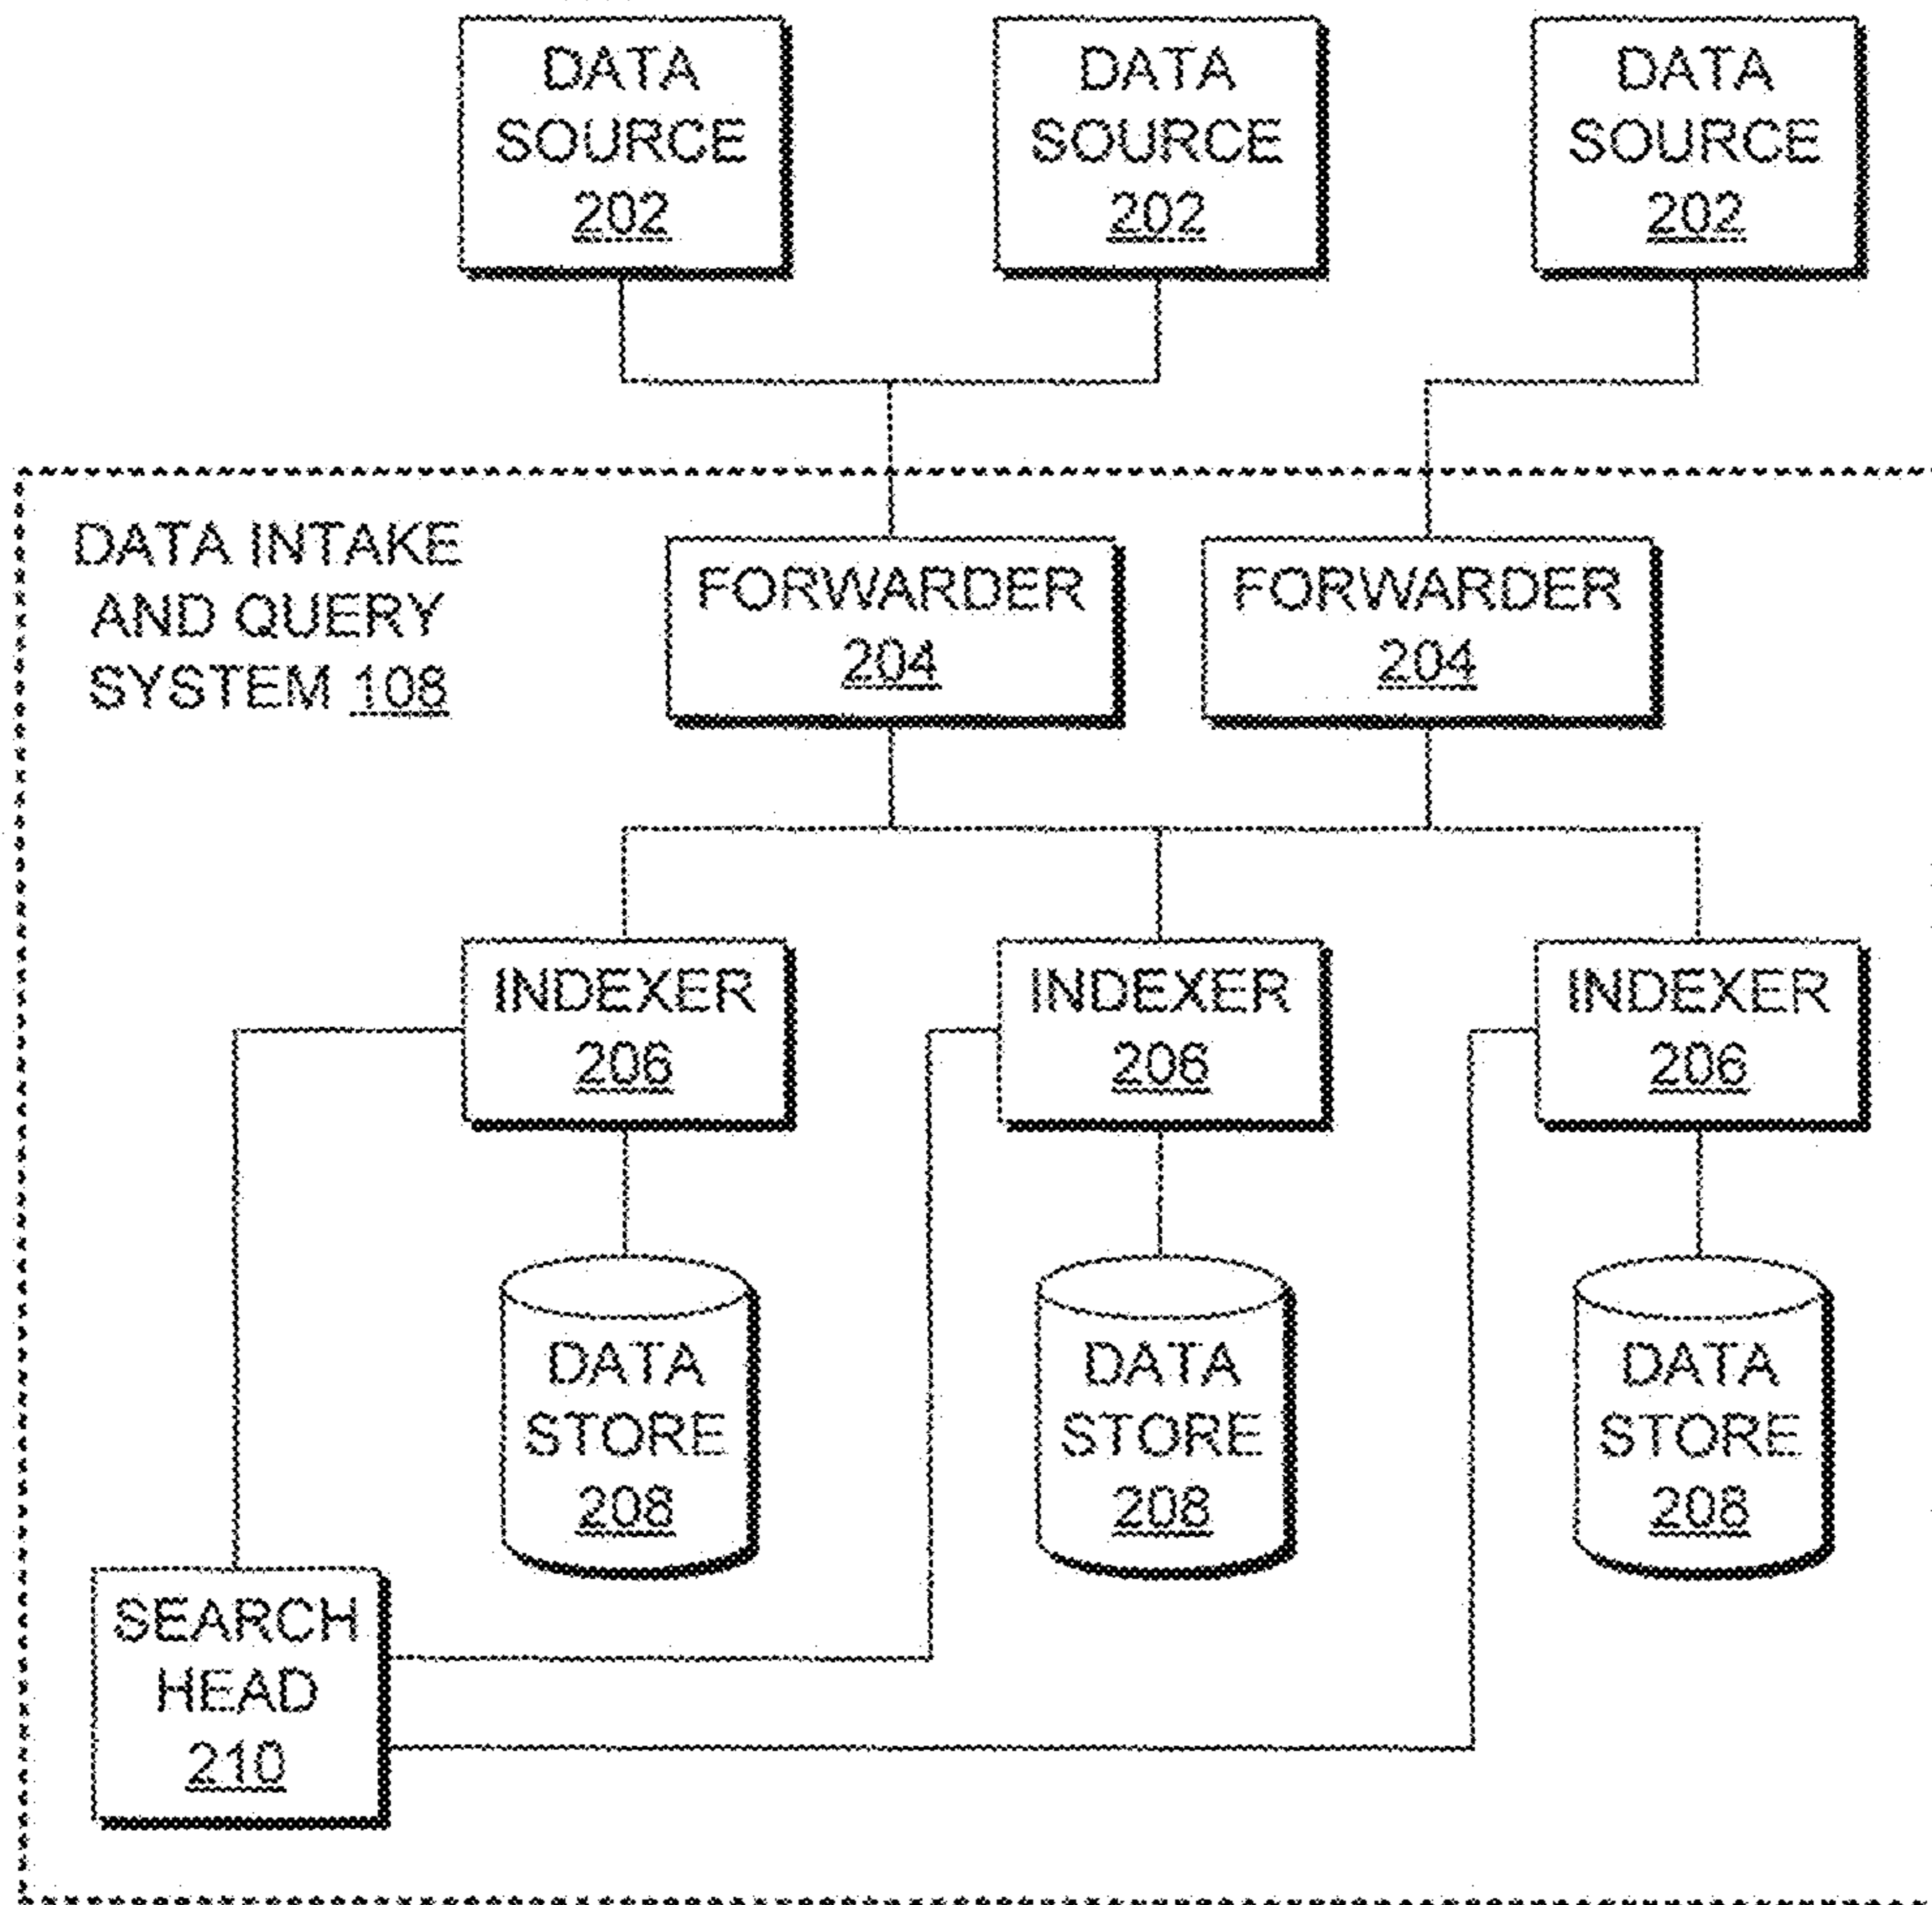 DATA
SOURCE
202
DATA
SOURCE
202
DATA
SOURCE
202
DATA INTAKE
AND QUERY
SYSTEM 108
FORWARDER
204
FORWARDER
204
INDEXER
206
INDEXER
206
INDEXER
206
DATA
STORE
208
DATA
STORE
208
DATA
STORE
208
SEARCH
HEAD
210